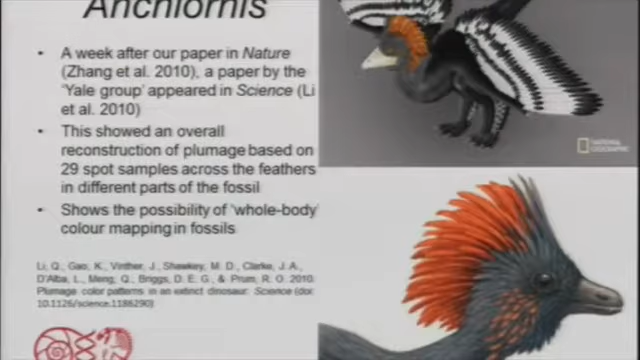 Anchiornis
• A week after our paper in Nature
(Zhang et al. 2010), a paper by the
'Yale group' appeared in Science (Li
et al. 2010)
• This showed an overall
reconstruction of plumage based on
29 spot samples across the feathers
in different parts of the fossil
• Shows the possibility of 'whole-body'
colour mapping in fossils
Li, Q., Gao, K., Vinther, J., Shawkey, M. D., Clarke, J. A.,
D'Alba, L., Meng, Q., Briggs, D. E. G., & Prum, R. O. 2010.
Plumage color patterns in an extinct dinosaur. Science (doi:
10.1126/science.1186290)
NATIONAL
GEOGRAPHIC